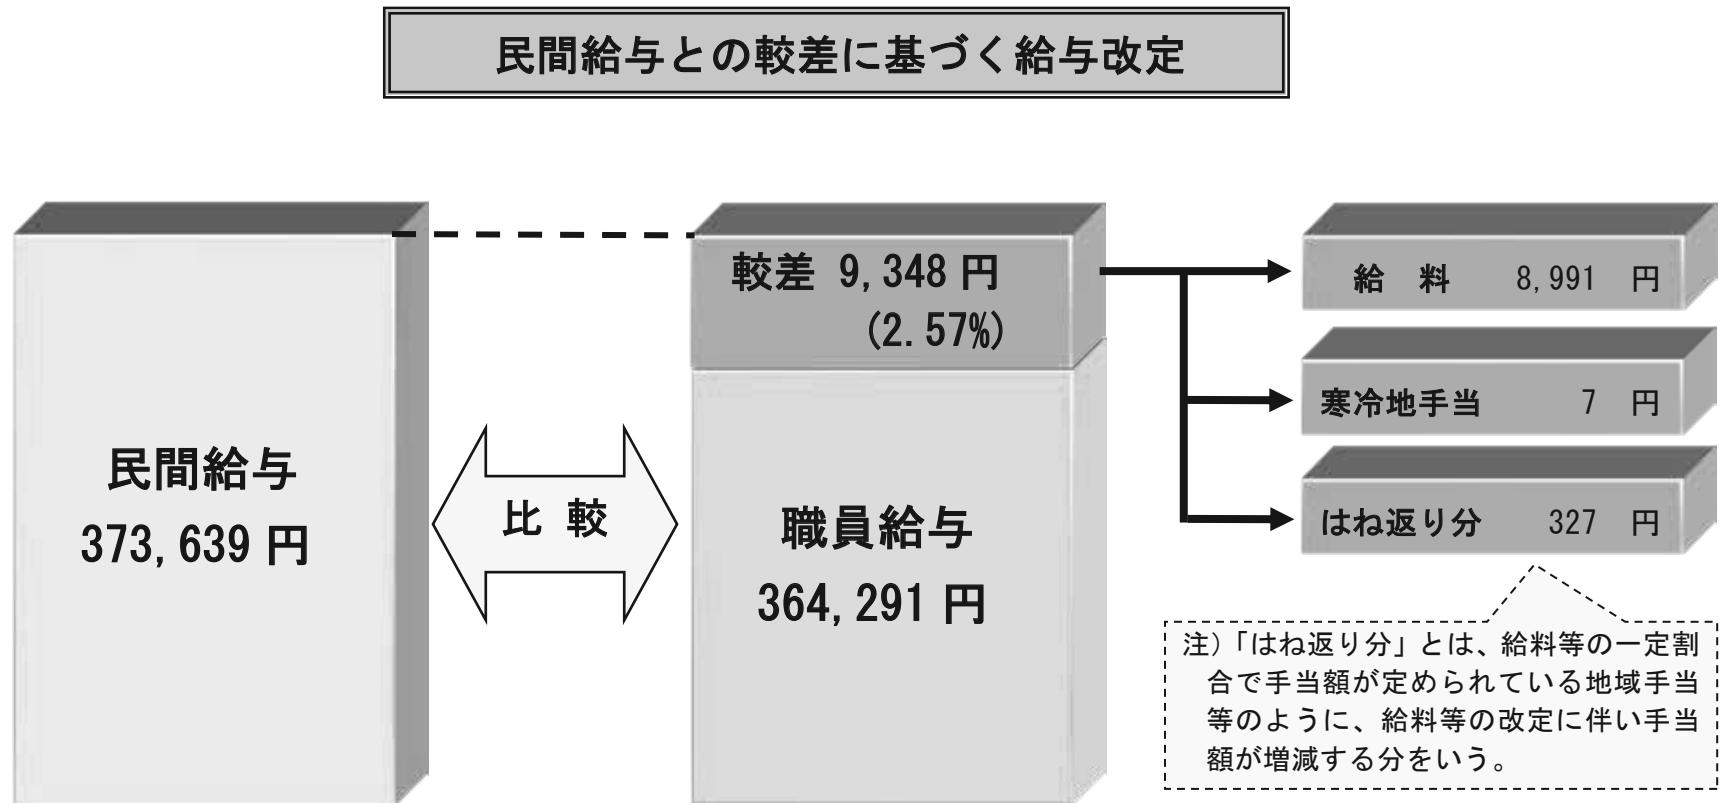 民間給与との較差に基づく給与改定
民間給与
373,639 円
比 較
較差 9,348 円
(2.57%)
職員給与
364,291 円
給 料 8,991 円
寒冷地手当 7 円
はね返り分 327 円
注)「はね返り分」とは、給料等の一定割
合で手当額が定められている地域手当
等のように、給料等の改定に伴い手当
額が増減する分をいう。